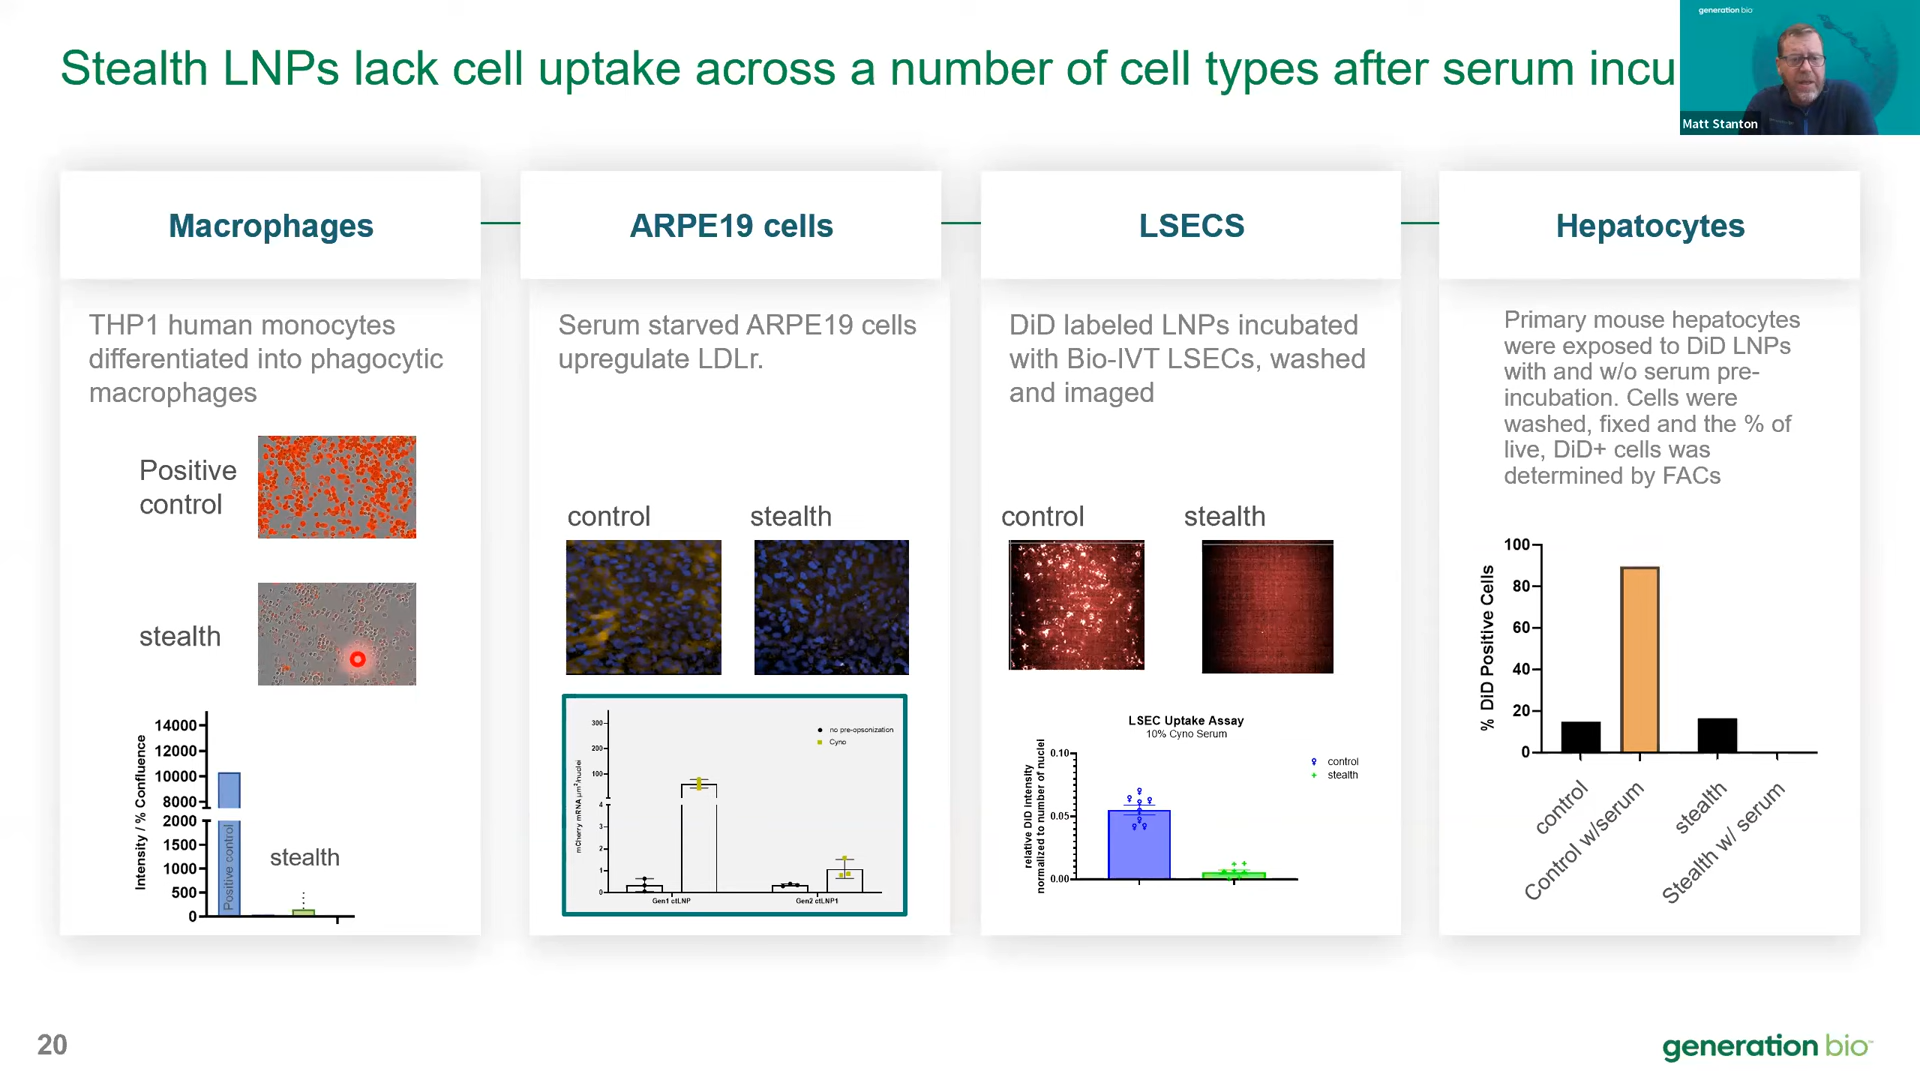 Stealth LNPs lack cell uptake across a number of cell types after serum incu
generation bio
Matt Stanton
Macrophages
THP1 human monocytes
differentiated into phagocytic
macrophages
Positive
control
stealth
Intensity / % Confluence
14000
12000
10000
8000
2000
1500
1000
500
0
Positive control
stealth
ARPE19 cells
Serum starved ARPE19 cells
upregulate LDLr.
control stealth
mCherry mRNA µm²/nuclei
300
200
100
4
3
2
1
0
no pre-opsonization
Cyno
Gen1 ctLNP Gen2 ctLNP1
LSECS
DiD labeled LNPs incubated
with Bio-IVT LSECs, washed
and imaged
control stealth
LSEC Uptake Assay
10% Cyno Serum
relative DiD Intensity
normalized to number of nuclei
0.10
0.05
0.00
control
stealth
Hepatocytes
Primary mouse hepatocytes
were exposed to DiD LNPs
with and w/o serum pre-
incubation. Cells were
washed, fixed and the % of
live, DiD+ cells was
determined by FACs
% DiD Positive Cells
100
80
60
40
20
0
control
Control w/serum
stealth
Stealth w/ serum
20
generation bio™